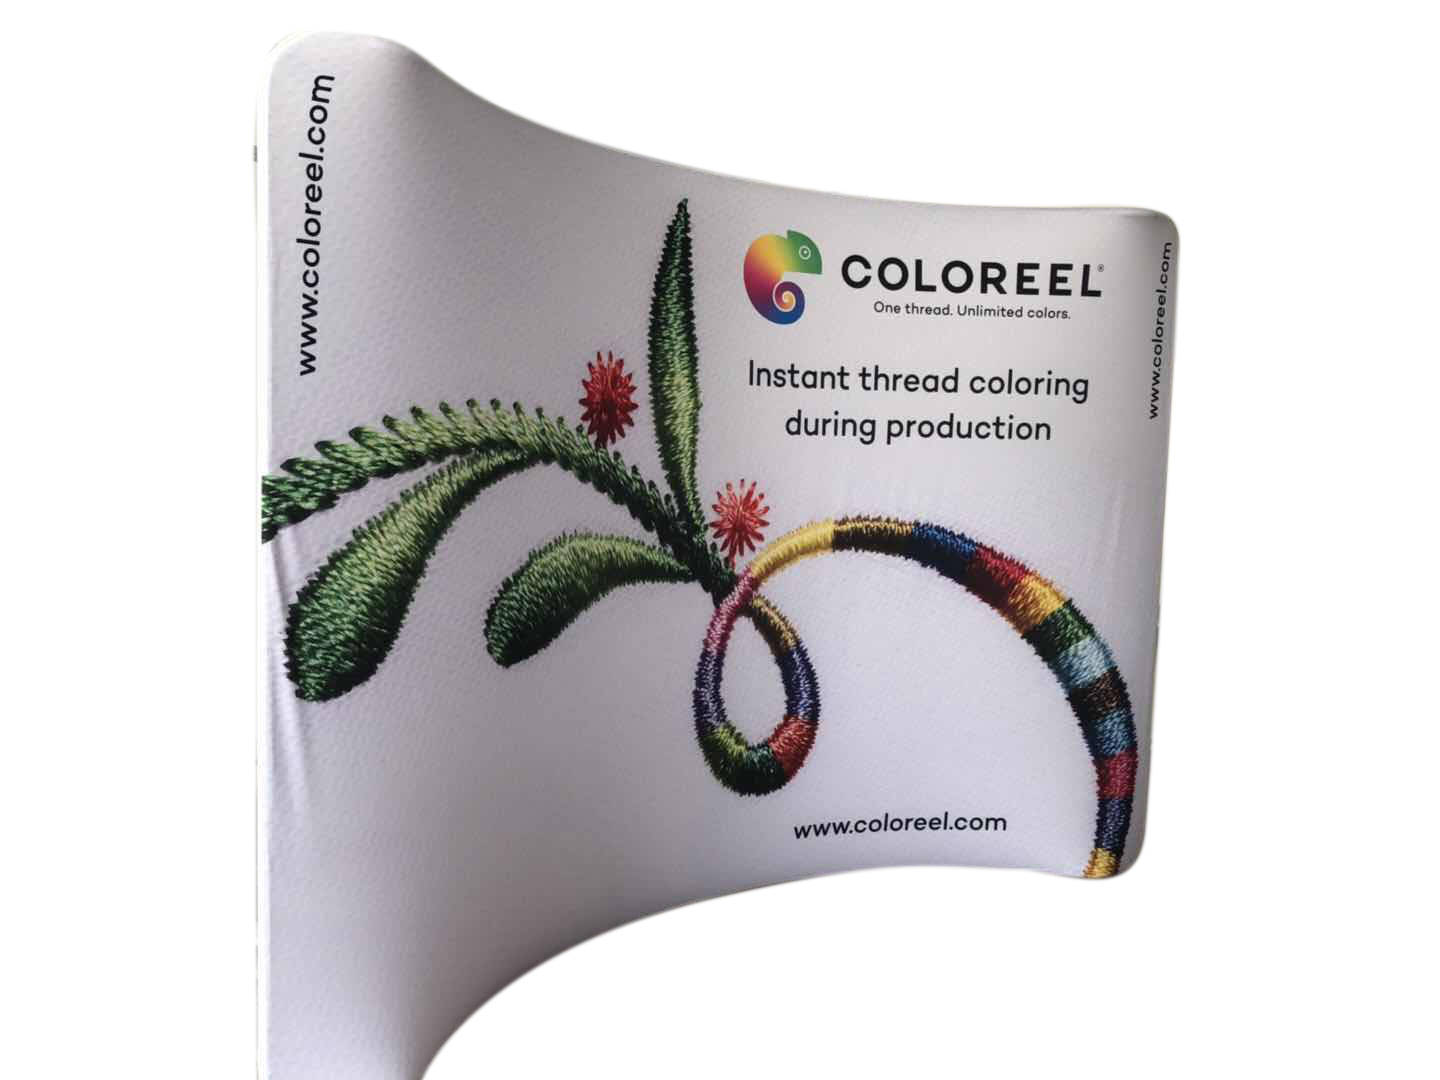 www.coloreel.com
COLOREEL®
One thread. Unlimited colors.
Instant thread coloring
during production
www.coloreel.com
www.coloreel.com